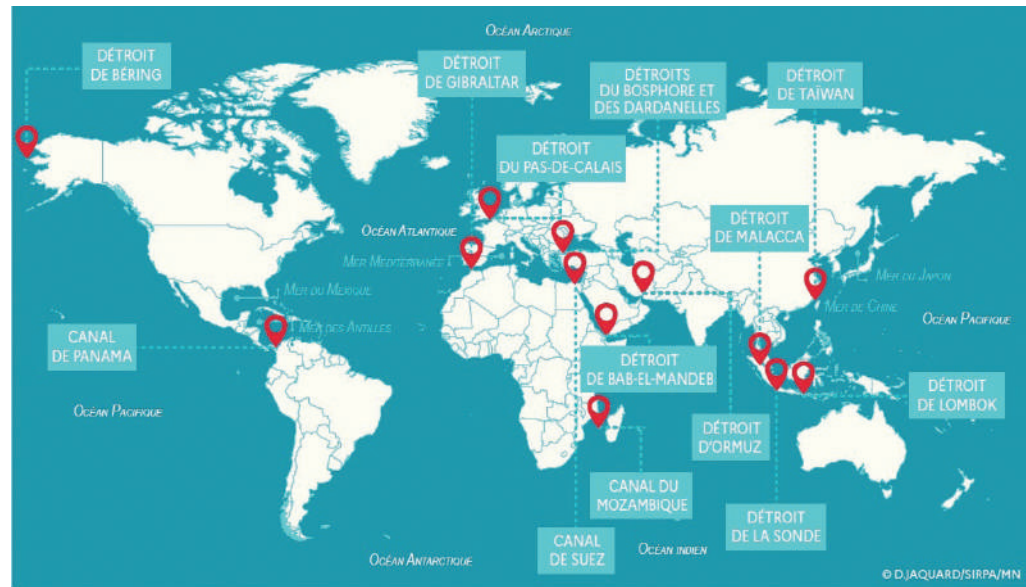 OCÉAN ARCTIQUE
DÉTROIT
DE BÉRING
DÉTROIT
DE GIBRALTAR
DÉTROITS
DU BOSPHORE ET
DES DARDANELLES
DÉTROIT
DE TAÏWAN
DÉTROIT
DU PAS-DE-CALAIS
DÉTROIT
DE MALACCA
OCÉAN ATLANTIQUE
MER MEDITERRANÉE
MER DU JAPON
MER DU MEXIQUE
MER DE CHINE
MER DES ANTILLES
OCÉAN PACIFIQUE
CANAL
DE PANAMA
DÉTROIT
DE BAB-EL-MANDEB
DÉTROIT
DE LOMBOK
OCÉAN PACIFIQUE
DÉTROIT
D'ORMUZ
CANAL DU
MOZAMBIQUE
DÉTROIT
DE LA SONDE
CANAL
DE SUEZ
OCÉAN INDIEN
OCÉAN ANTARCTIQUE
© D.JAQUARD/SIRPA/MN